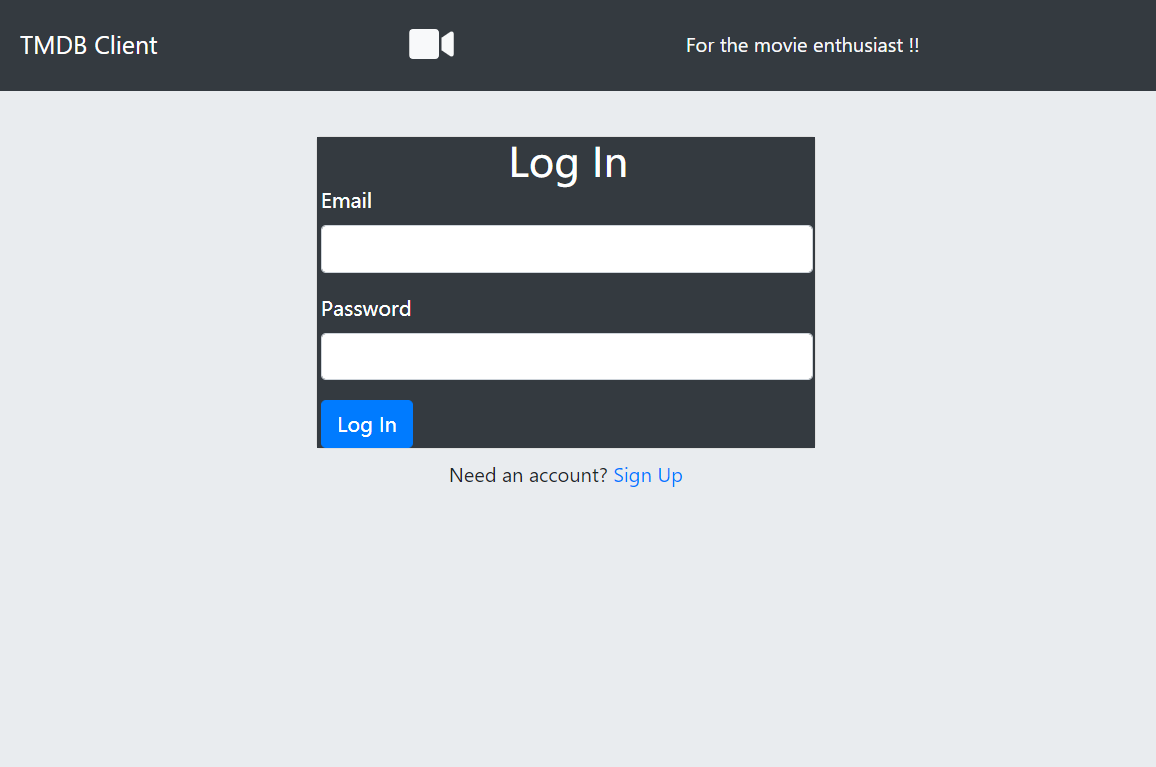 TMDB Client
For the movie enthusiast !!
Log In
Email
Password
Log In
Need an account? Sign Up